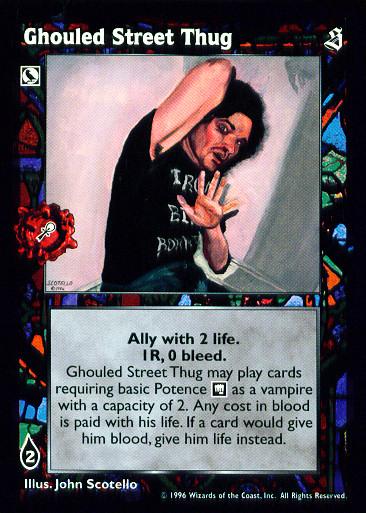 Ghouled Street Thug
SCOTELLO
© 1996
Ally with 2 life.
1R, 0 bleed.
Ghouled Street Thug may play cards
requiring basic Potence as a vampire
with a capacity of 2. Any cost in blood
is paid with his life. If a card would give
him blood, give him life instead.
2
Illus. John Scotello
© 1996 Wizards of the Coast, Inc. All Rights Reserved.